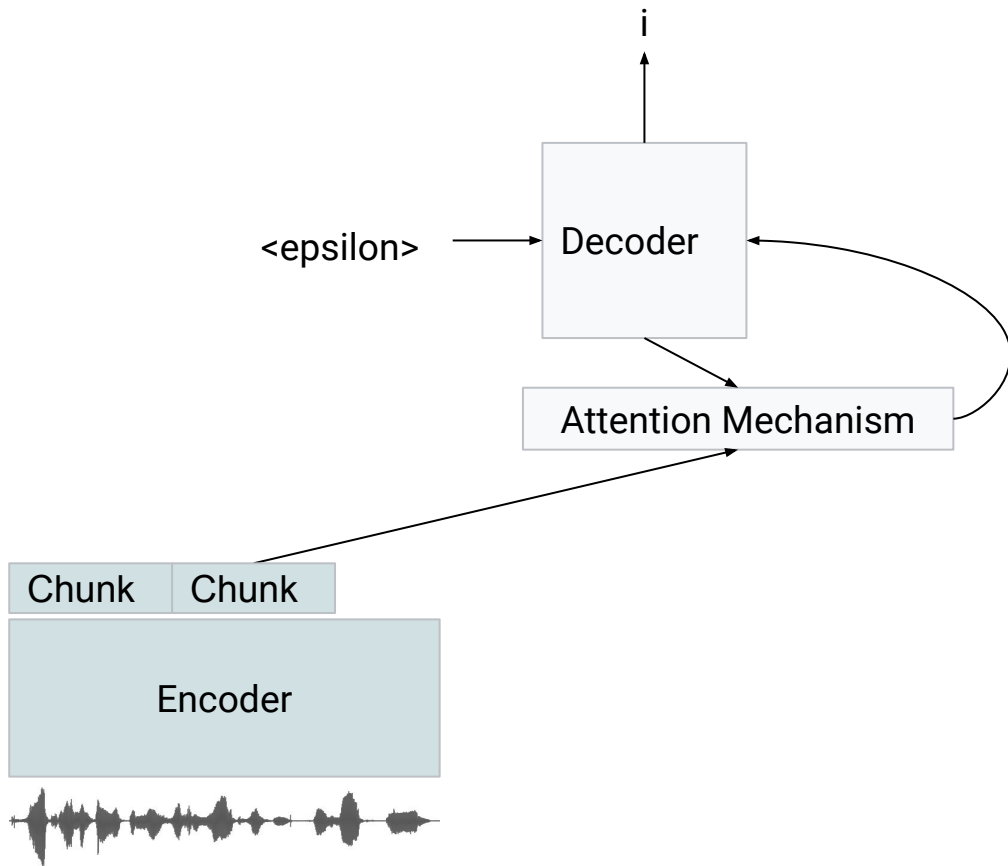 i
<epsilon>
Decoder
Attention Mechanism
Chunk Chunk
Encoder